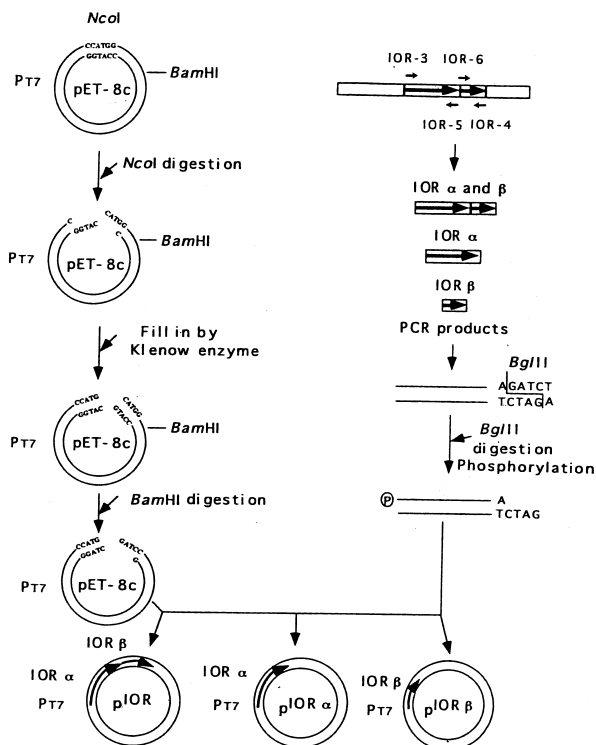 NcoI
CCATGG
GGTACC
PT7
pET-8c
BamHI
NcoI digestion
C
GGTAC
CATGG
C
PT7
pET-8c
BamHI
Fill in by
Klenow enzyme
CCATG
GGTAC
CATGG
GTACC
PT7
pET-8c
BamHI
BamHI digestion
CCATG
GGATC
GATCC
G
PT7
pET-8c
IOR-3 IOR-6
IOR-5 IOR-4
IOR α and β
IOR α
IOR β
PCR products
BglII
AGATCT
TCTAGA
BglII
digestion
Phosphorylation
P
A
TCTAG
IOR β
IOR α
PT7
pIOR
IOR α
PT7
pIOR α
IOR β
PT7
pIOR β